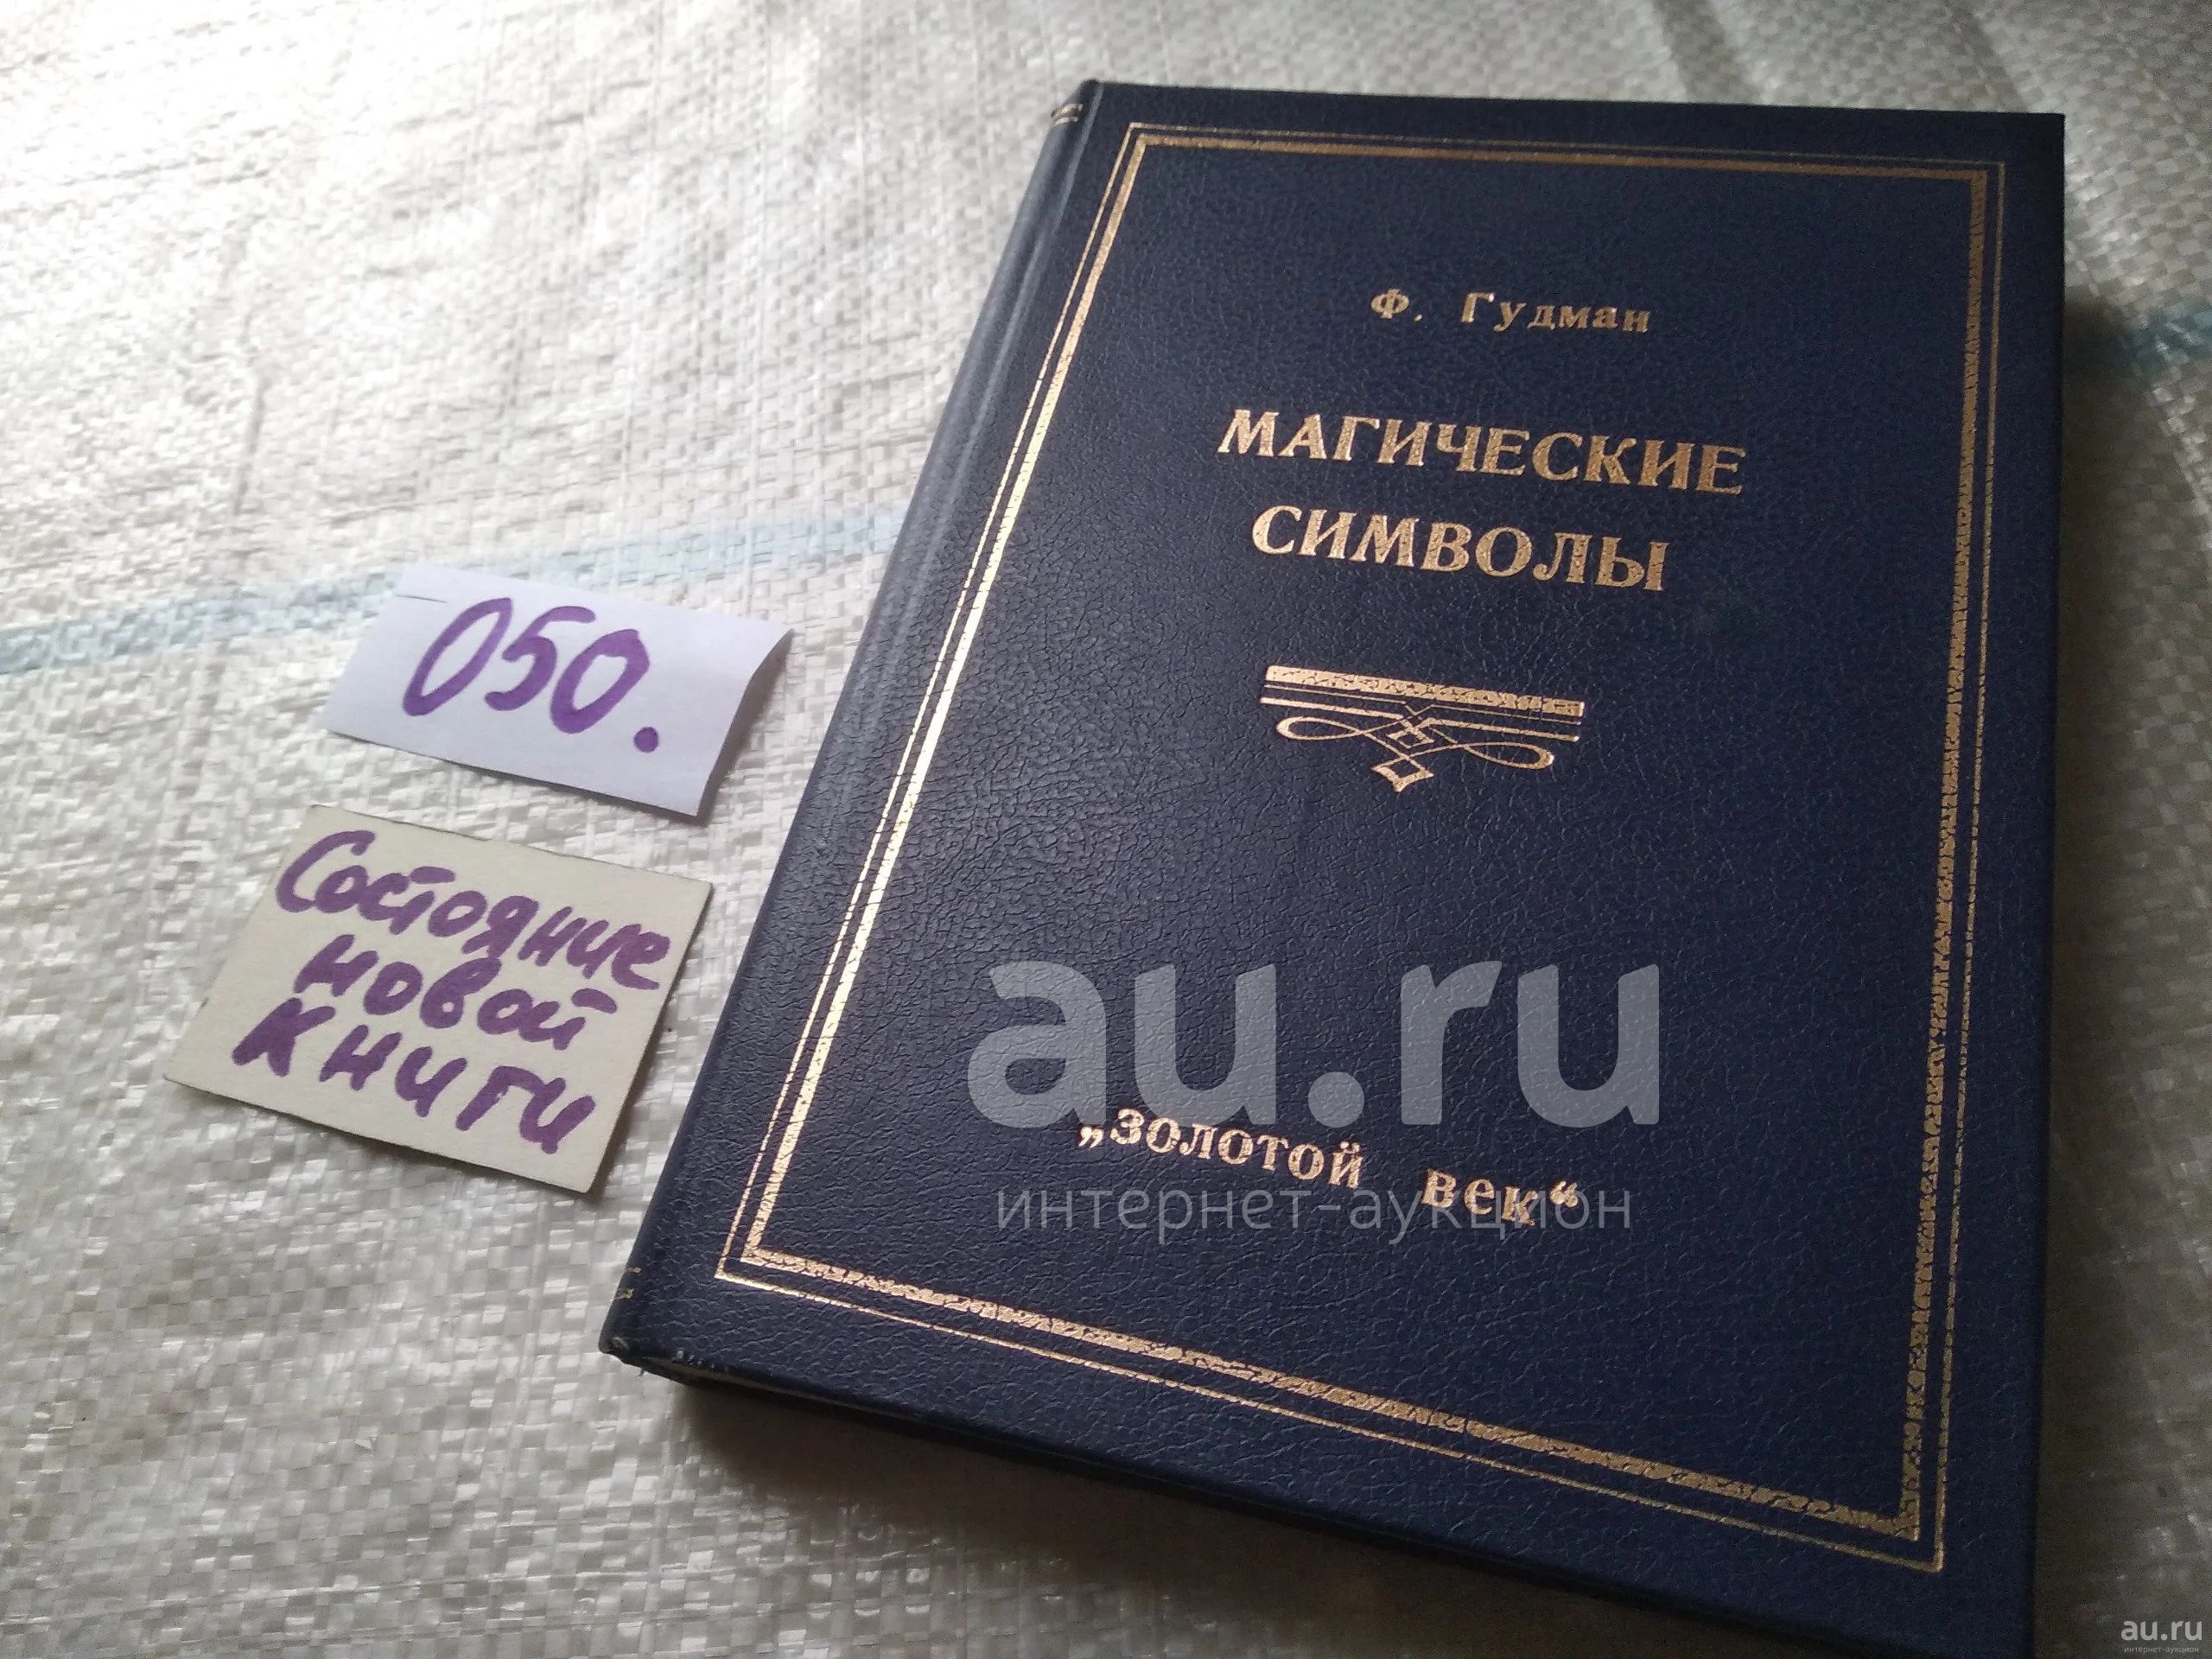 Ф. Гудман
МАГИЧЕСКИЕ
СИМВОЛЫ
„ЗОЛОТОЙ ВЕК“
050.
Состояние
новой
книги
au.ru
интернет-аукцион
au.ru
интернет-аукцион